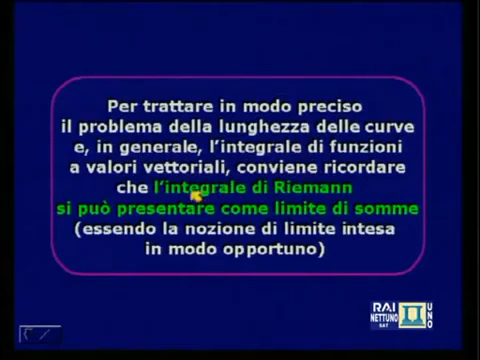 Per trattare in modo preciso
il problema della lunghezza delle curve
e, in generale, l'integrale di funzioni
a valori vettoriali, conviene ricordare
che l'integrale di Riemann
si può presentare come limite di somme
(essendo la nozione di limite intesa
in modo opportuno)
RAI
NETTUNO
SAT
UNO